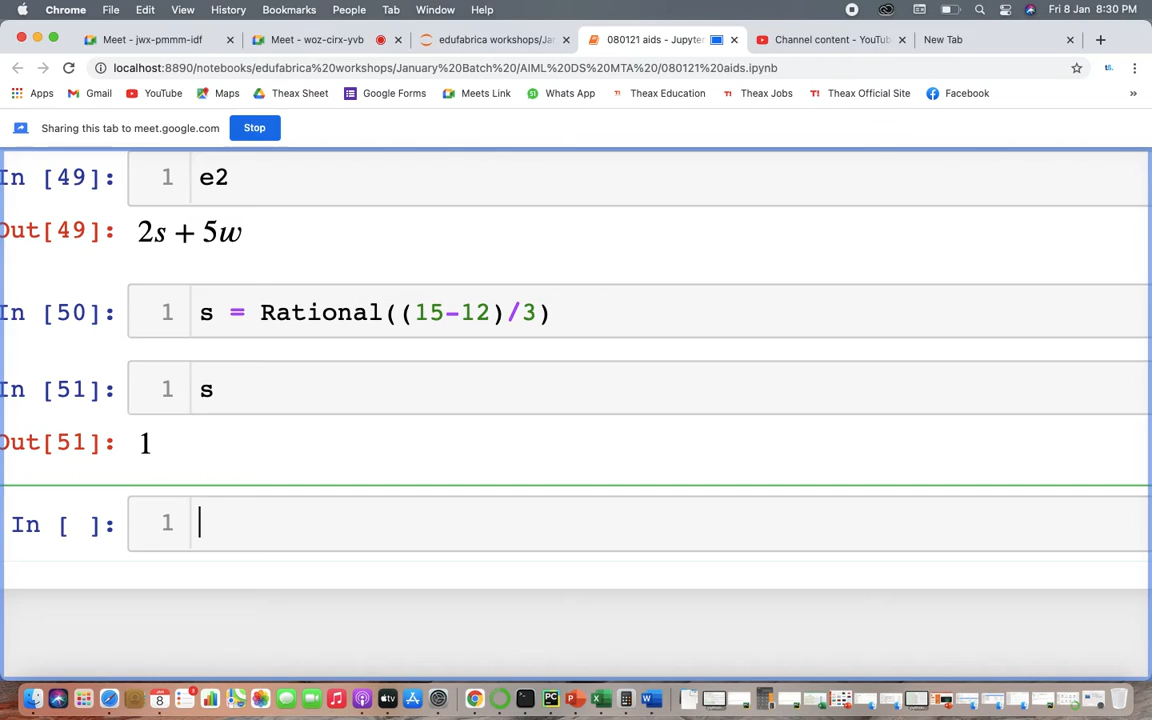 Chrome File Edit View History Bookmarks People Tab Window Help Fri 8 Jan 8:30 PM
Meet - jwx-pmmm-idf Meet - woz-cirx-yvb edufabrica workshops/Jan 080121 aids - Jupyter Channel content - YouTub New Tab
localhost:8890/notebooks/edufabrica%20workshops/January%20Batch%20/AIML%20DS%20MTA%20/080121%20aids.ipynb
Apps Gmail YouTube Maps Theax Sheet Google Forms Meets Link Whats App Theax Education Theax Jobs Theax Official Site Facebook »
Sharing this tab to meet.google.com Stop
In [49]: 1 e2
Out[49]: 2s + 5w
In [50]: 1 s = Rational((15-12)/3)
In [51]: 1 s
Out[51]: 1
In [ ]: 1